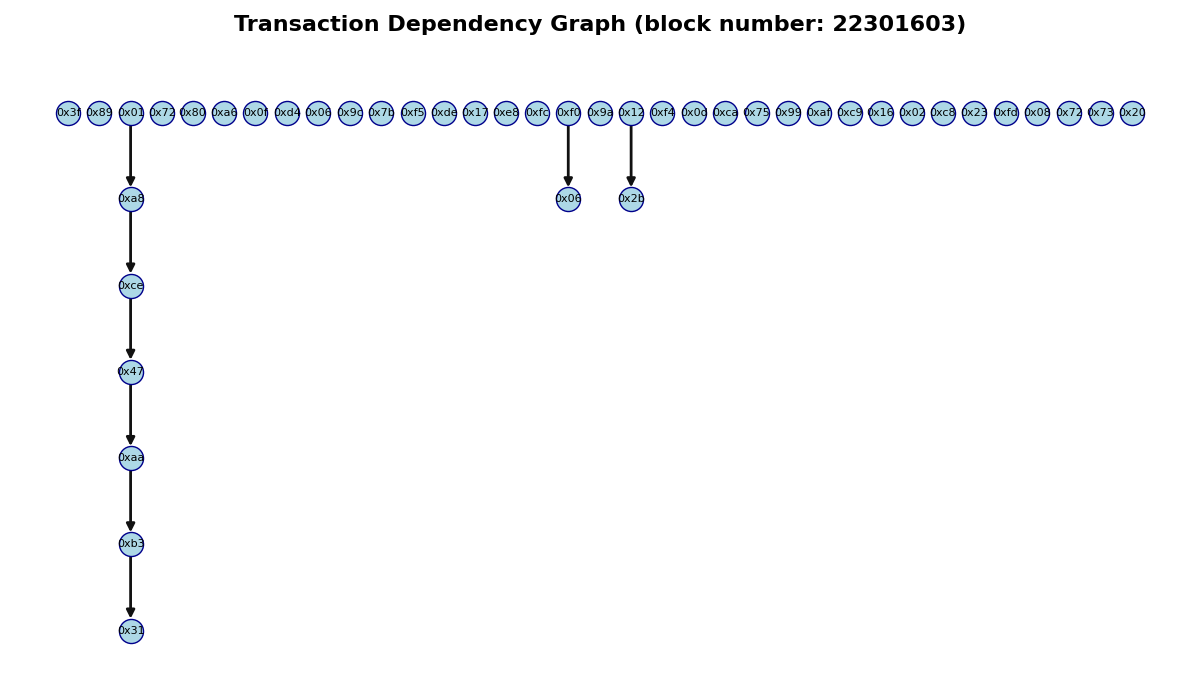 Transaction Dependency Graph (block number: 22301603)
0x3f 0x89 0x01 0x72 0x80 0xa6 0x0f 0xd4 0x06 0x9c 0x7b 0xf5 0xde 0x17 0xe8 0xfc 0xf0 0x9a 0x12 0xf4 0x0d 0xca 0x75 0x99 0xaf 0xc9 0x16 0x02 0xc8 0x23 0xfd 0x08 0x72 0x73 0x20
0xa8 0x06 0x2b
0xce
0x47
0xaa
0xb3
0x31